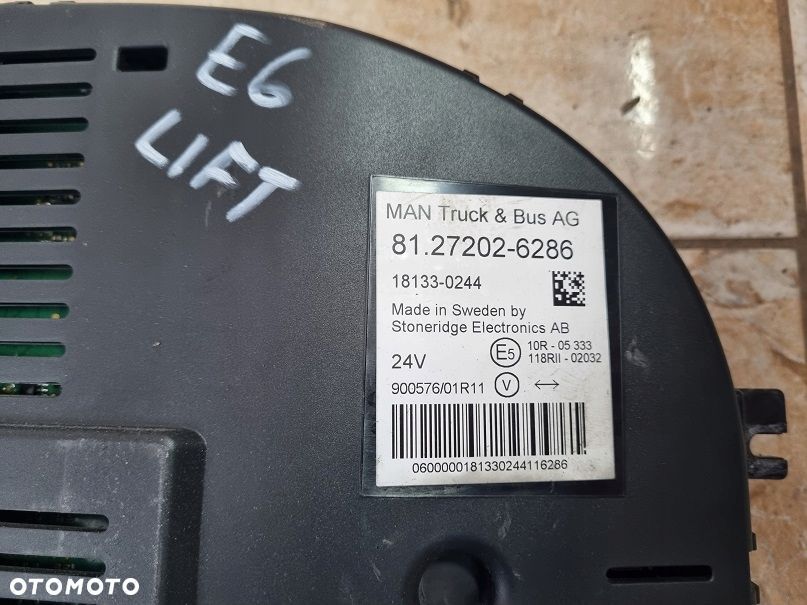 E6
LIFT
MAN Truck & Bus AG
81.27202-6286
18133-0244
Made in Sweden by
Stoneridge Electronics AB
24V
E5
10R - 05 333
118RII - 02032
900576/01R11
V
0600000181330244116286
OTOMOTO